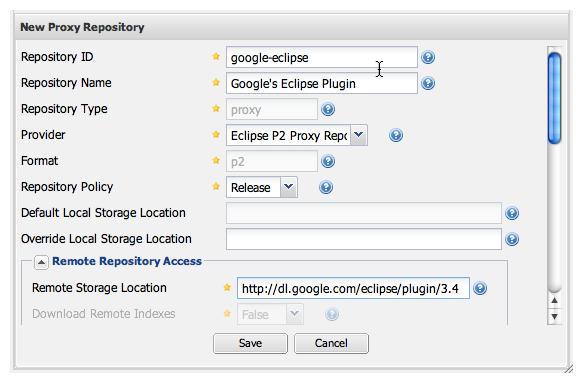 New Proxy Repository
Repository ID google-eclipse
Repository Name Google's Eclipse Plugin
Repository Type proxy
Provider Eclipse P2 Proxy Repo
Format p2
Repository Policy Release
Default Local Storage Location
Override Local Storage Location
Remote Repository Access
Remote Storage Location http://dl.google.com/eclipse/plugin/3.4
Download Remote Indexes False
Save Cancel